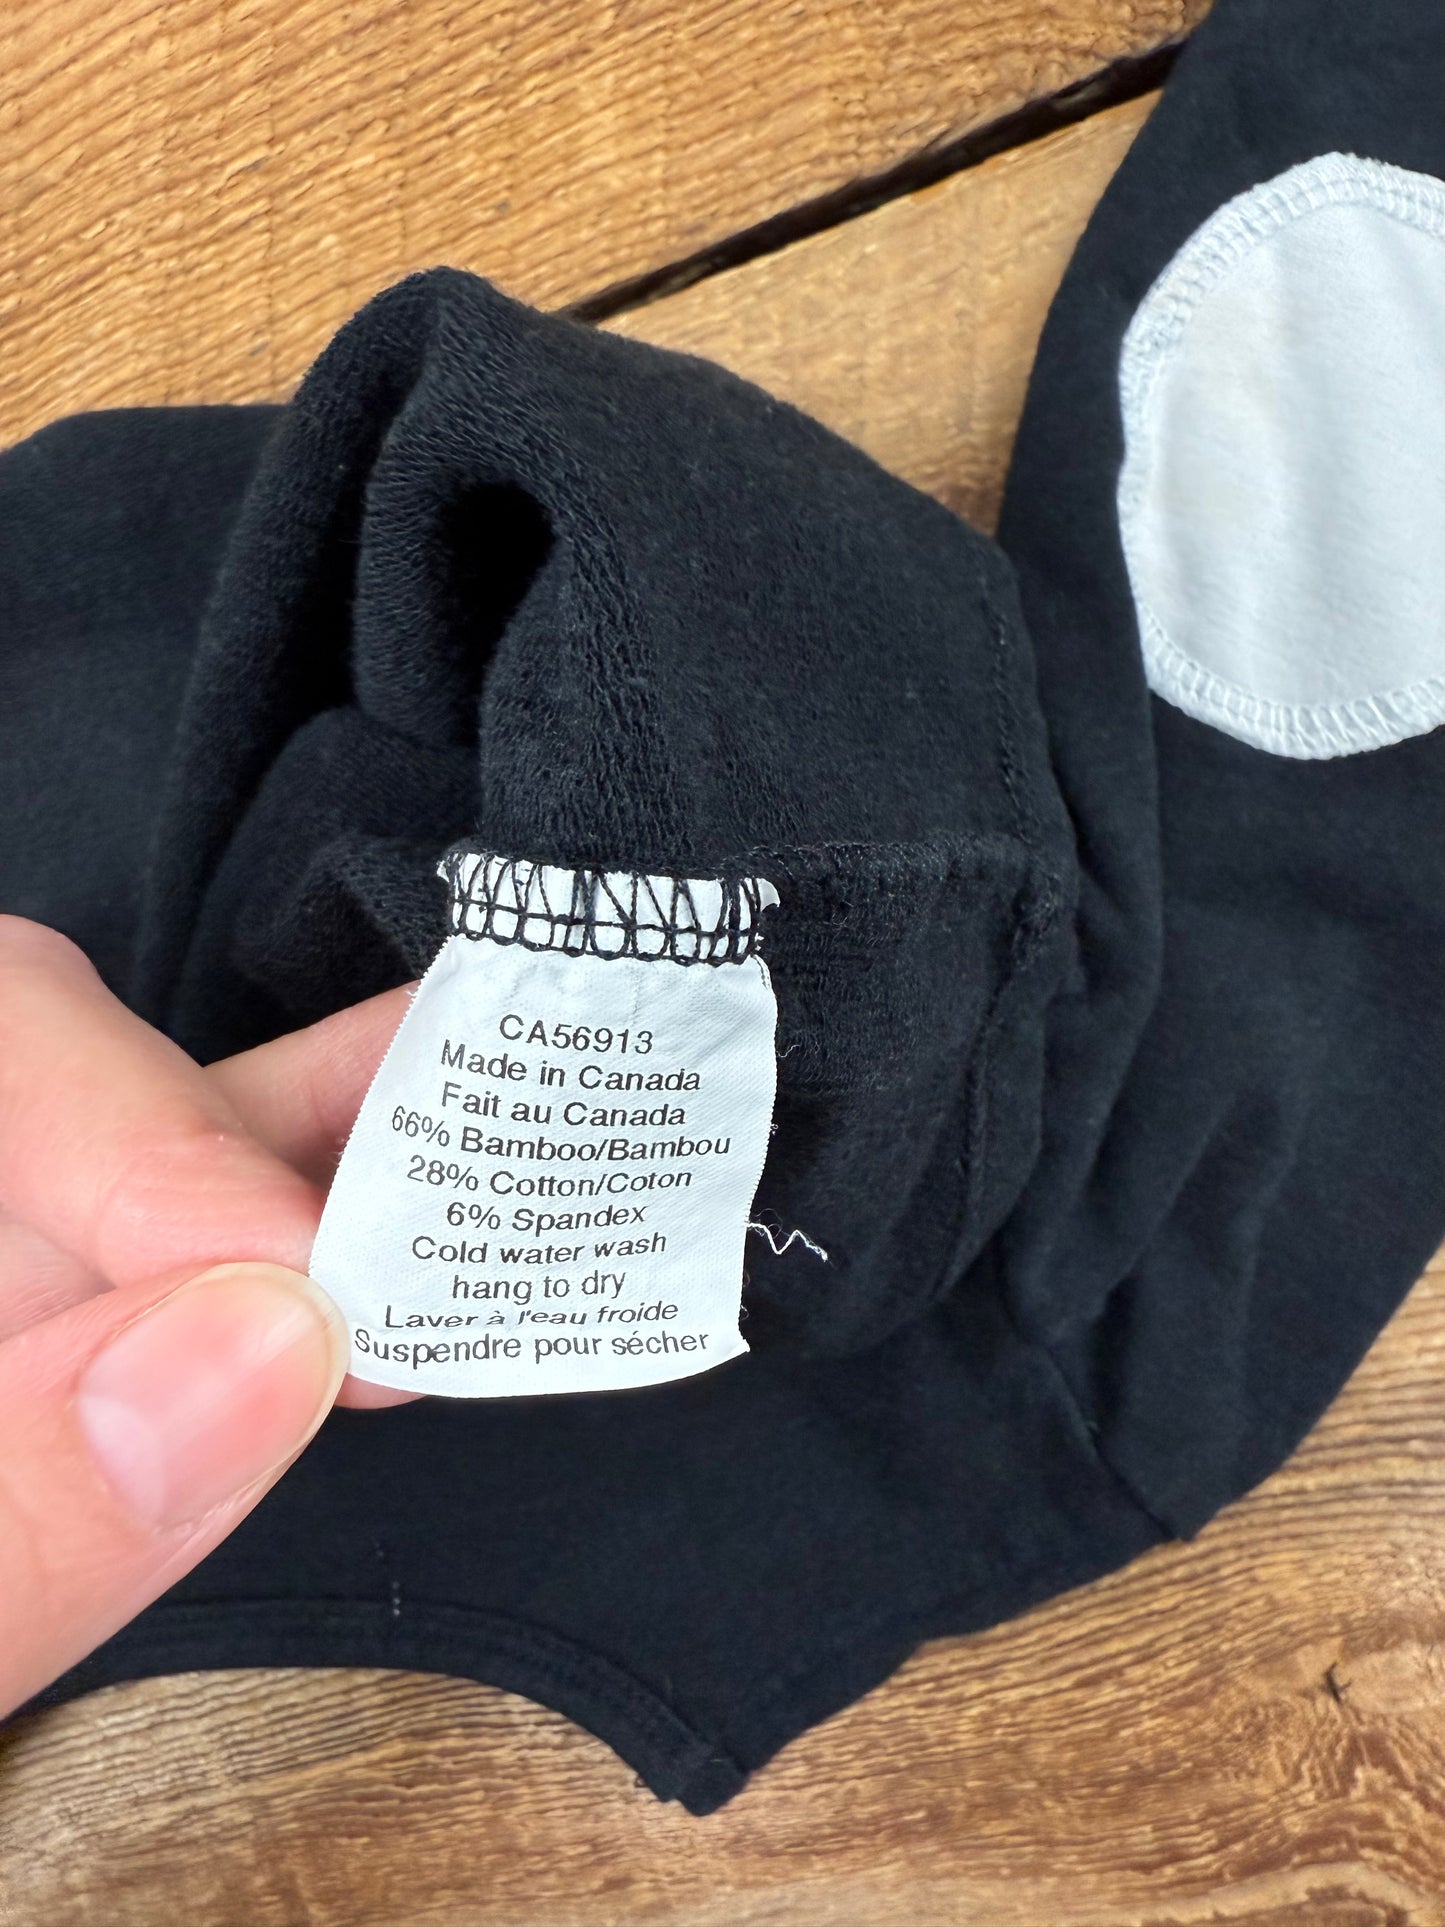 CA56913
Made in Canada
Fait au Canada
66% Bamboo/Bambou
28% Cotton/Coton
6% Spandex
Cold water wash
hang to dry
Laver à l'eau froide
Suspendre pour sécher